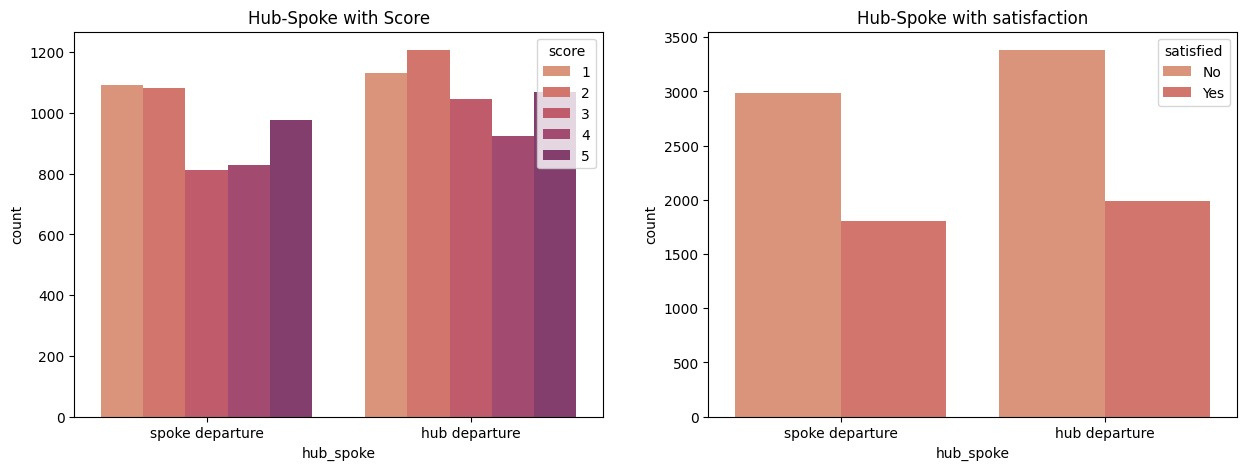 Hub-Spoke with Score
1200
1000
800
600
400
200
0
count
score
1
2
3
4
5
spoke departure
hub departure
hub_spoke
Hub-Spoke with satisfaction
3500
3000
2500
2000
1500
1000
500
0
count
satisfied
No
Yes
spoke departure
hub departure
hub_spoke